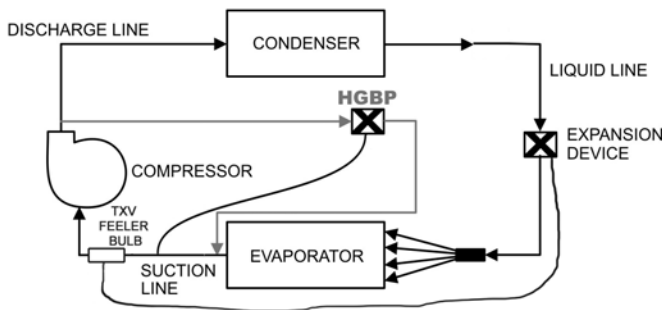 DISCHARGE LINE
CONDENSER
LIQUID LINE
HGBP
EXPANSION
DEVICE
COMPRESSOR
TXV
FEELER
BULB
SUCTION
LINE
EVAPORATOR